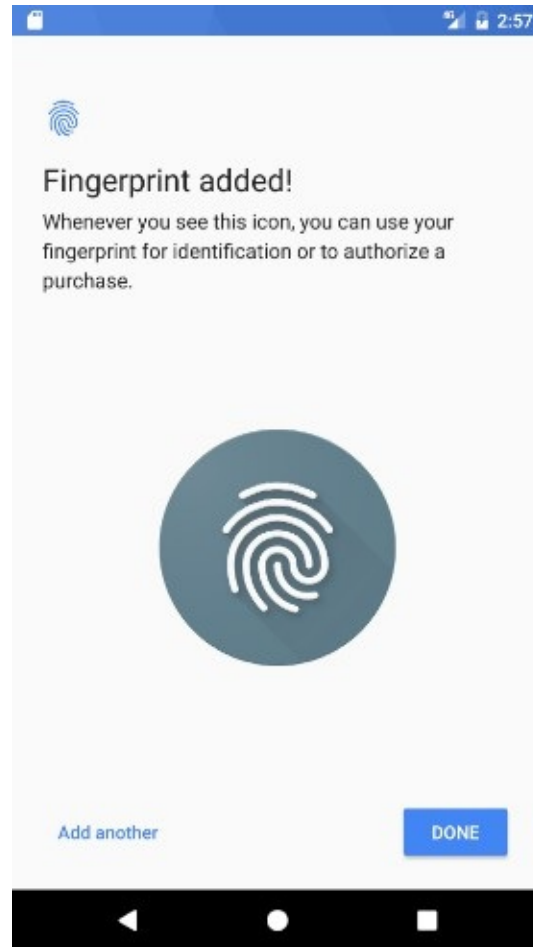 2:57
Fingerprint added!
Whenever you see this icon, you can use your
fingerprint for identification or to authorize a
purchase.
Add another
DONE